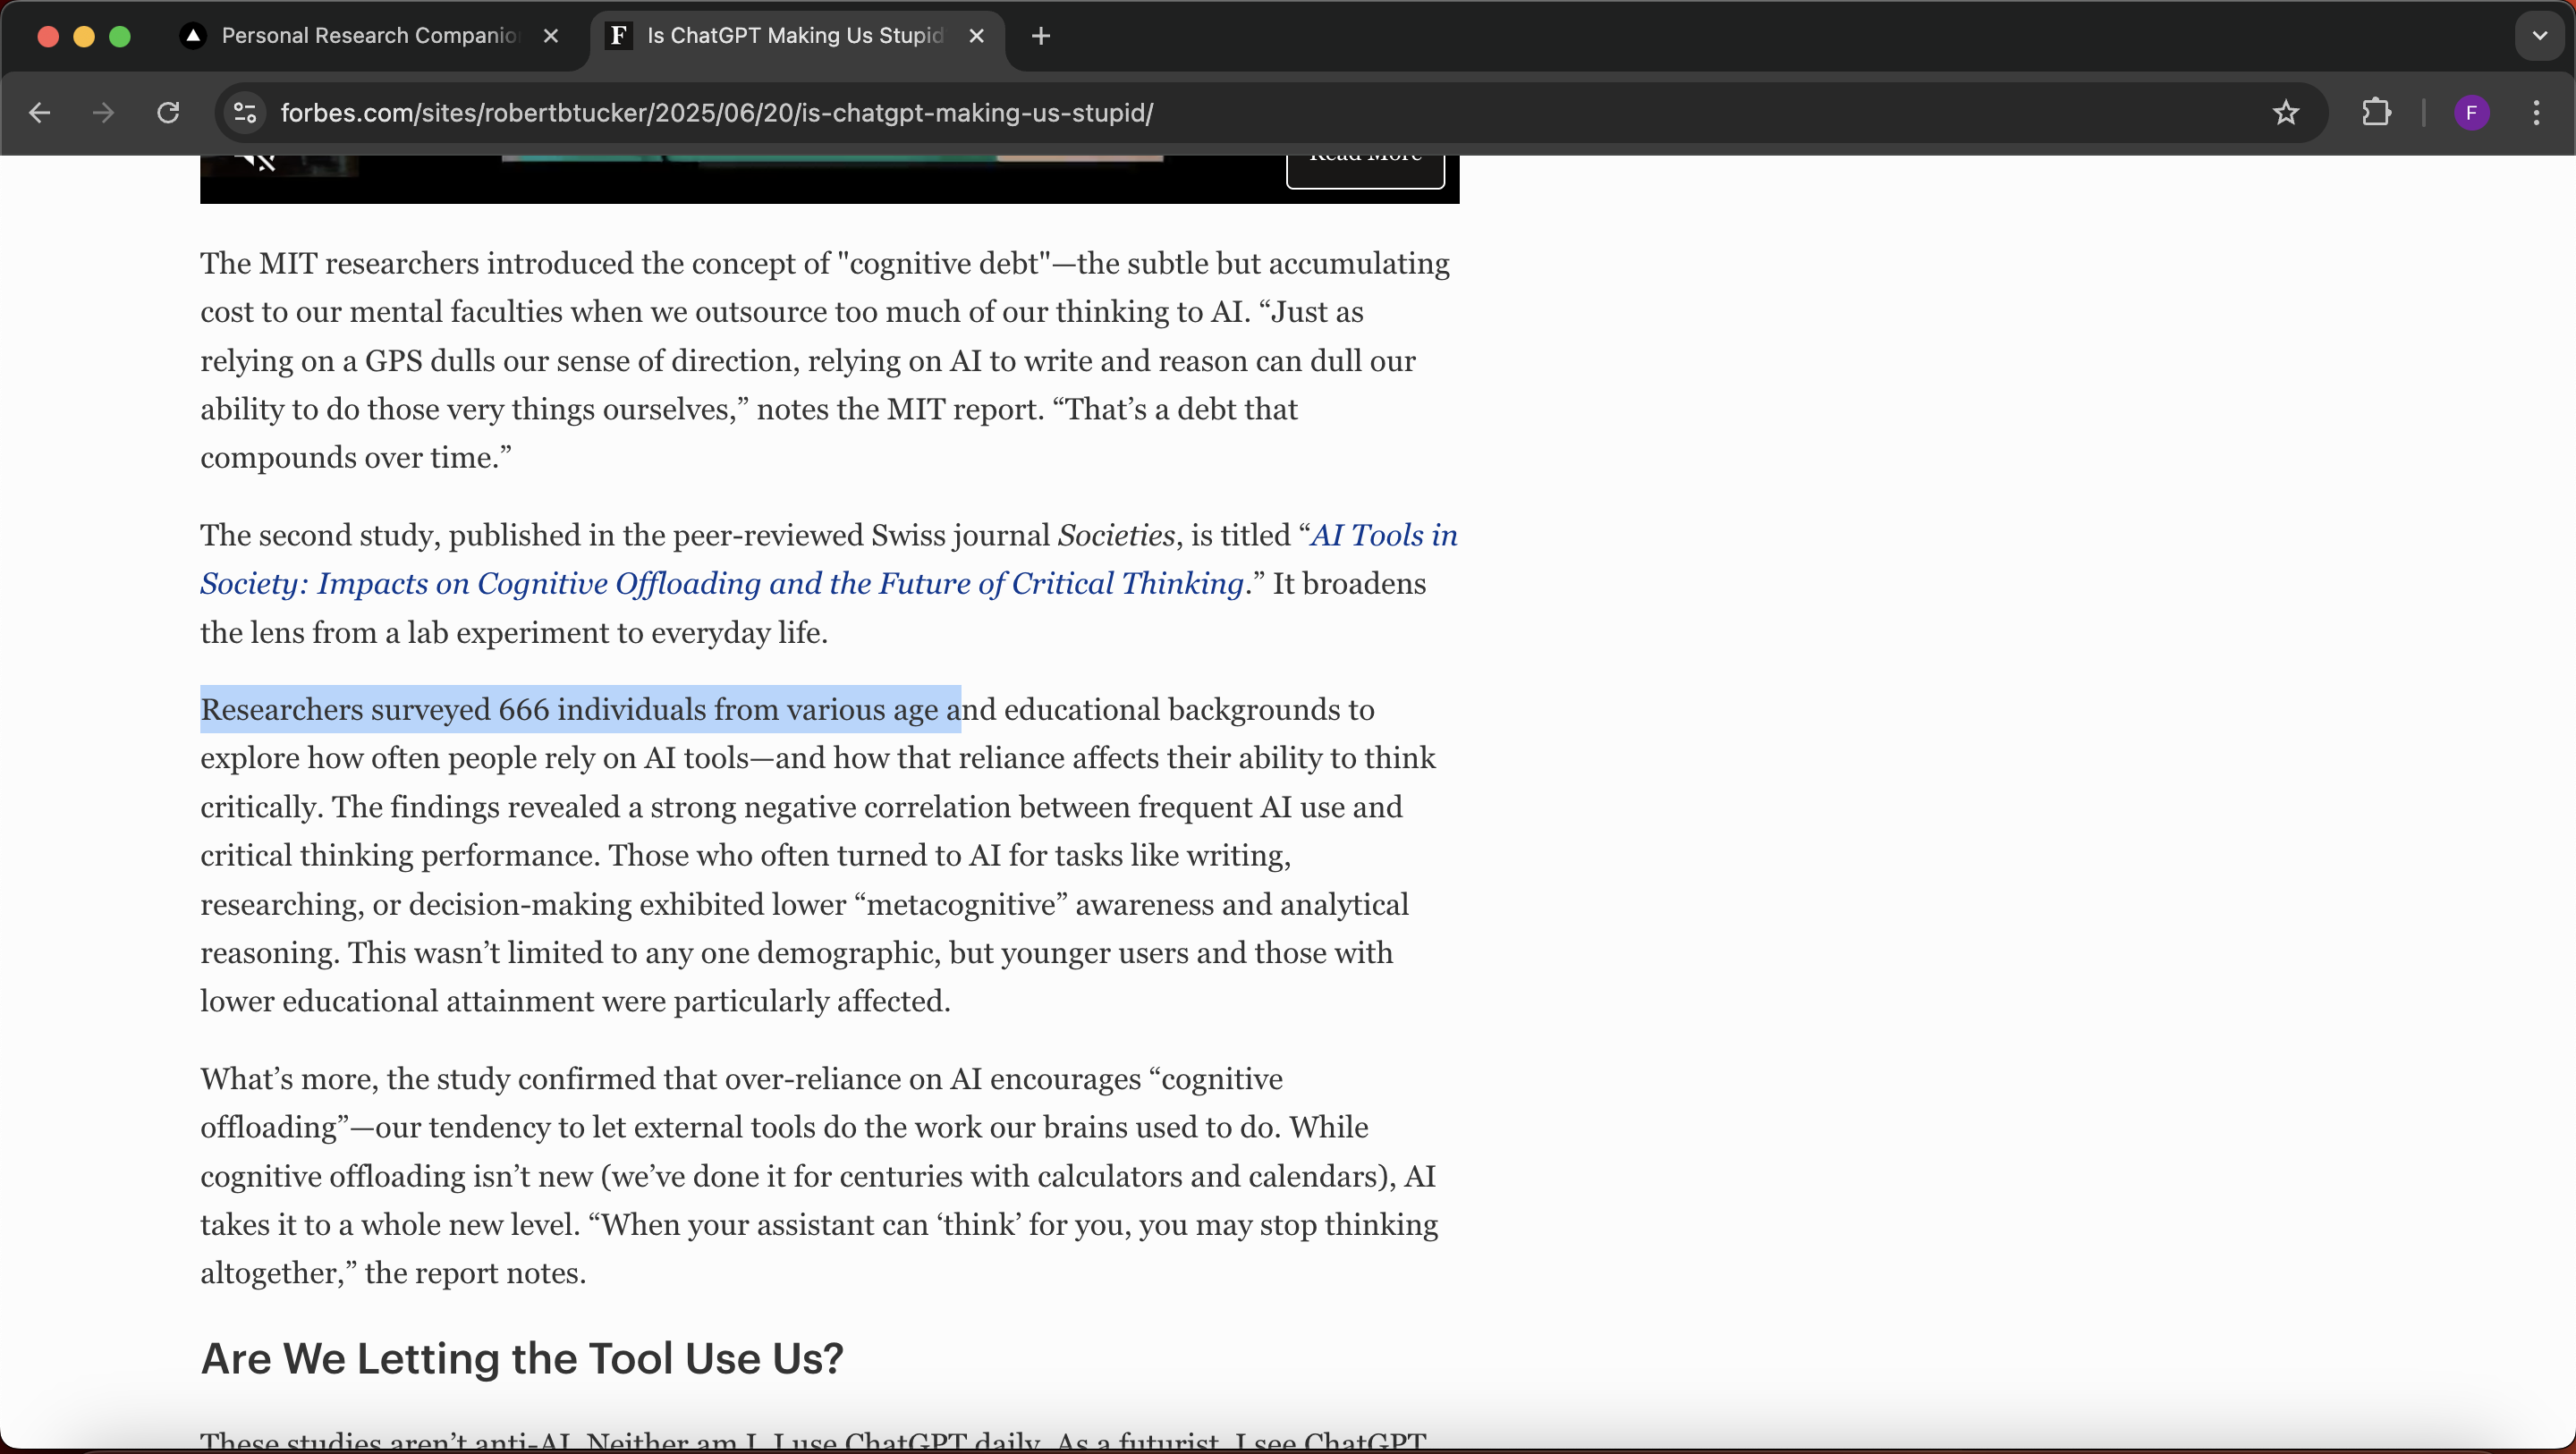 Personal Research Companio
F Is ChatGPT Making Us Stupid
forbes.com/sites/robertbtucker/2025/06/20/is-chatgpt-making-us-stupid/
F
Read More
The MIT researchers introduced the concept of "cognitive debt"—the subtle but accumulating
cost to our mental faculties when we outsource too much of our thinking to AI. “Just as
relying on a GPS dulls our sense of direction, relying on AI to write and reason can dull our
ability to do those very things ourselves,” notes the MIT report. “That’s a debt that
compounds over time.”
The second study, published in the peer-reviewed Swiss journal Societies, is titled “AI Tools in
Society: Impacts on Cognitive Offloading and the Future of Critical Thinking.” It broadens
the lens from a lab experiment to everyday life.
Researchers surveyed 666 individuals from various age and educational backgrounds to
explore how often people rely on AI tools—and how that reliance affects their ability to think
critically. The findings revealed a strong negative correlation between frequent AI use and
critical thinking performance. Those who often turned to AI for tasks like writing,
researching, or decision-making exhibited lower “metacognitive” awareness and analytical
reasoning. This wasn’t limited to any one demographic, but younger users and those with
lower educational attainment were particularly affected.
What’s more, the study confirmed that over-reliance on AI encourages “cognitive
offloading”—our tendency to let external tools do the work our brains used to do. While
cognitive offloading isn’t new (we’ve done it for centuries with calculators and calendars), AI
takes it to a whole new level. “When your assistant can ‘think’ for you, you may stop thinking
altogether,” the report notes.
Are We Letting the Tool Use Us?
These studies aren’t anti-AI. Neither am I. I use ChatGPT daily. As a futurist, I see ChatGPT